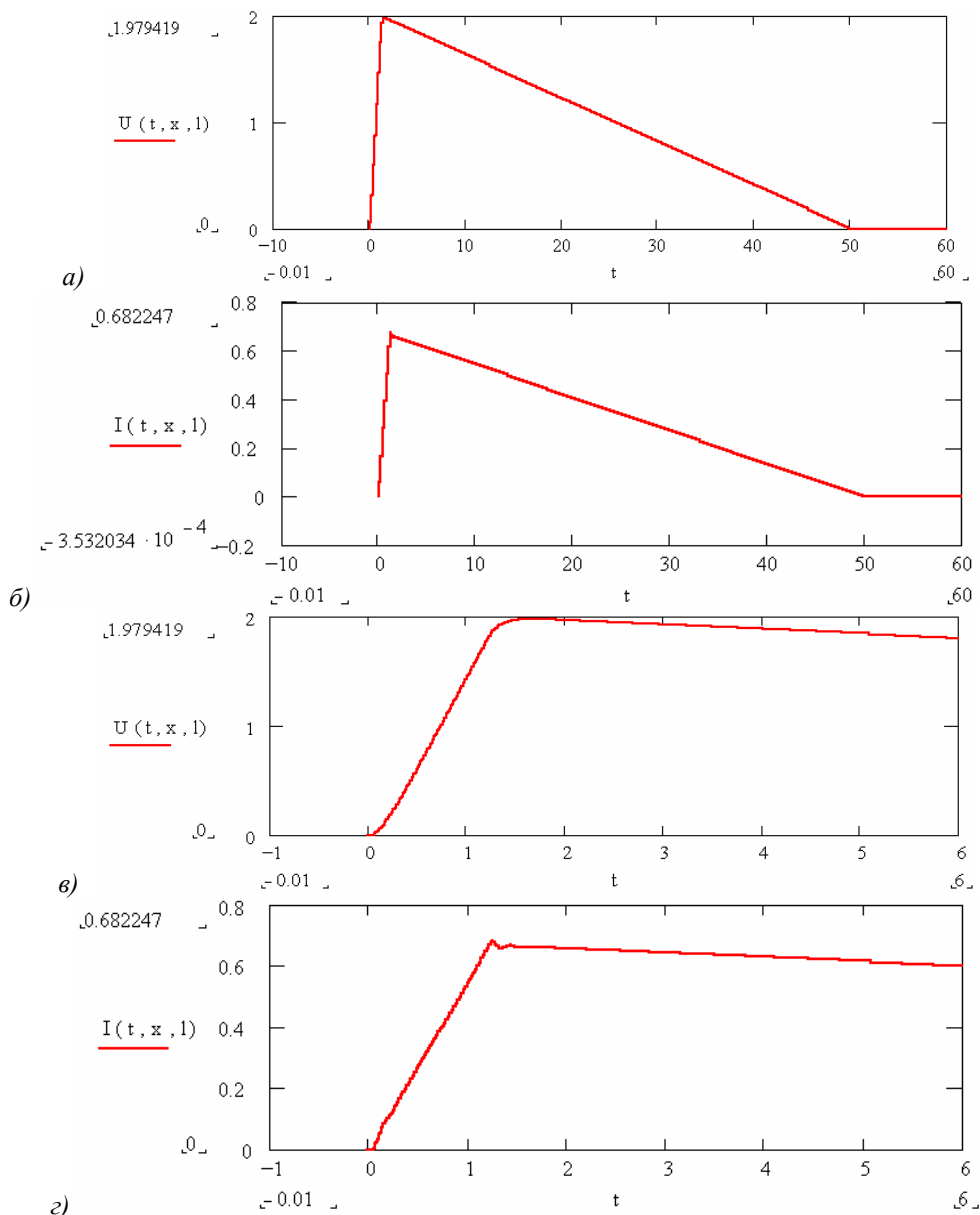 1.979419
2
U (t , x , l)
1
0
0
−10 0 10 20 30 40 50 60
− 0.01 t 60
а)
0.682247
0.8
0.6
I ( t , x , l)
0.4
0.2
0
− 3.532034 · 10 − 4
−0.2
−10 0 10 20 30 40 50 60
− 0.01 t 60
б)
1.979419
2
U (t , x , l)
1
0
0
−1 0 1 2 3 4 5 6
− 0.01 t 6
в)
0.682247
0.8
0.6
I ( t , x , l)
0.4
0.2
0
0
−1 0 1 2 3 4 5 6
− 0.01 t 6
г)